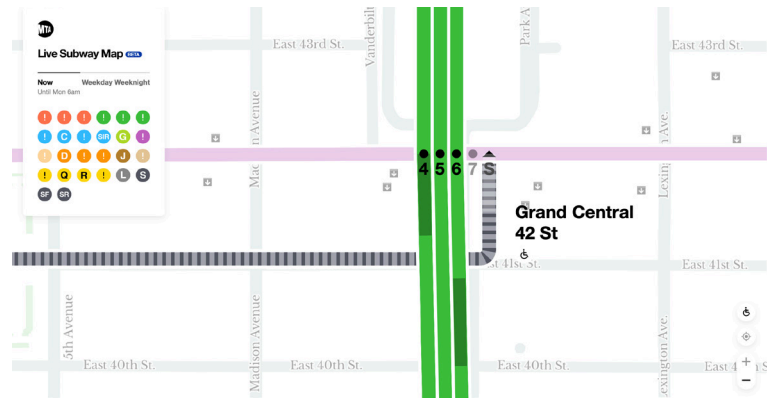 MTA
Live Subway Map BETA
Now Weekday Weeknight
Until Mon 6am
! ! ! ! ! !
! C ! SIR G !
! D ! ! J !
! Q R ! L S
SF SR
East 43rd St.
East 43rd St.
Vanderbilt
Park A
Madison Avenue
Lexington Ave.
4 5 6 7 S
Grand Central
42 St
East 41st St.
East 41st St.
5th Avenue
Madison Avenue
Lexington Ave.
East 40th St.
East 40th St.
East 40th St.
+
−